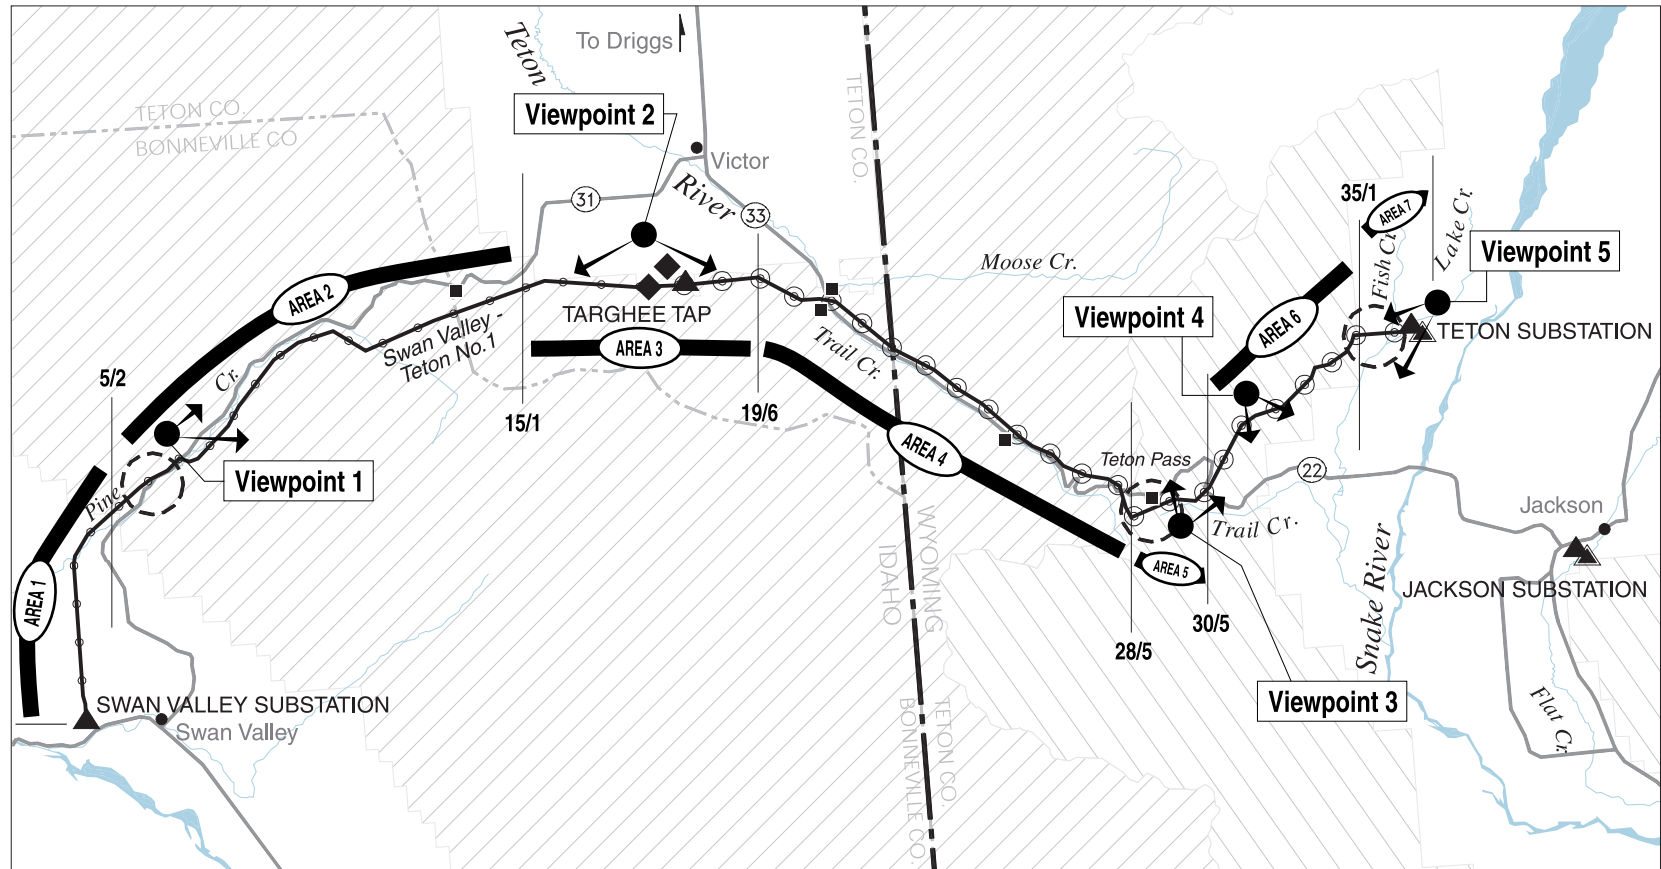 To Driggs
Teton
TETON CO.
BONNEVILLE CO
Viewpoint 2
TETON CO.
Victor
River
31
33
35/1
AREA 7
Lake Cr.
Fish Cr.
Viewpoint 5
Moose Cr.
AREA 2
TARGHEE TAP
Viewpoint 4
AREA 6
TETON SUBSTATION
Swan Valley -
Teton No.1
AREA 3
Trail Cr.
5/2
Cr.
15/1
19/6
AREA 4
Teton Pass
22
Viewpoint 1
Pine
Jackson
Trail Cr.
WYOMING
IDAHO
AREA 5
AREA 1
JACKSON SUBSTATION
30/5
28/5
Snake River
Viewpoint 3
SWAN VALLEY SUBSTATION
Swan Valley
Flat Cr.
TETON CO.
BONNEVILLE CO.